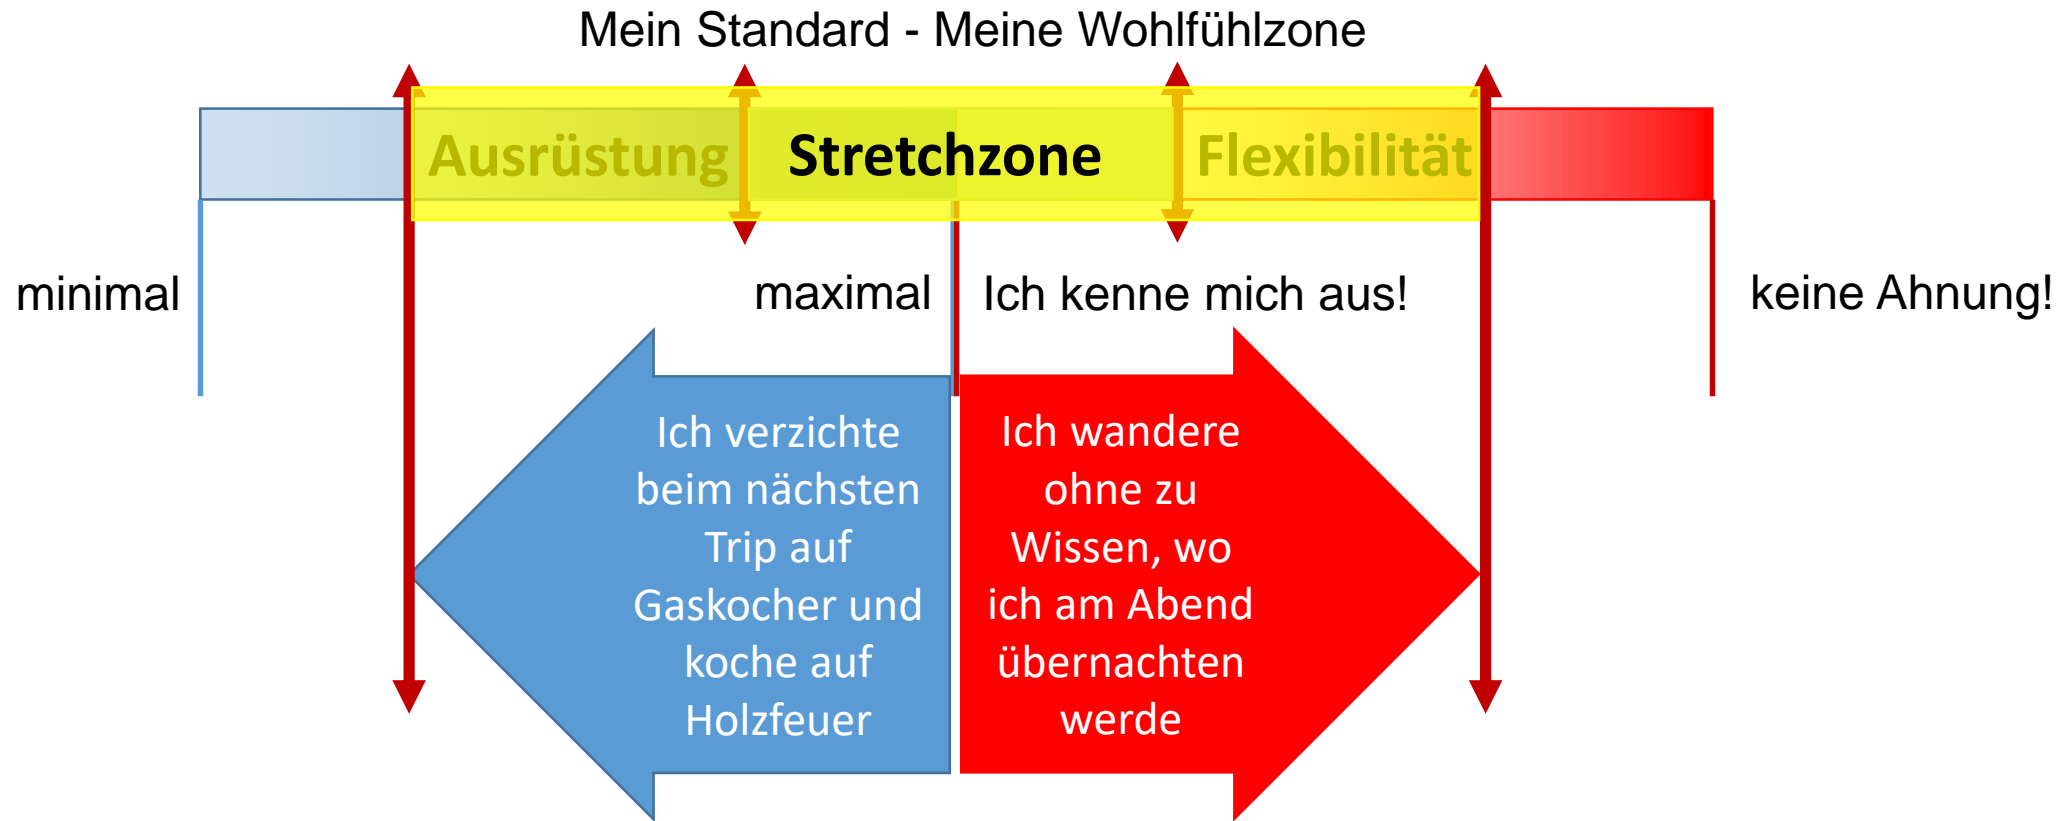 Mein Standard - Meine Wohlfühlzone
Ausrüstung Stretchzone Flexibilität
minimal maximal Ich kenne mich aus! keine Ahnung!
Ich verzichte
beim nächsten
Trip auf
Gaskocher und
koche auf
Holzfeuer
Ich wandere
ohne zu
Wissen, wo
ich am Abend
übernachten
werde